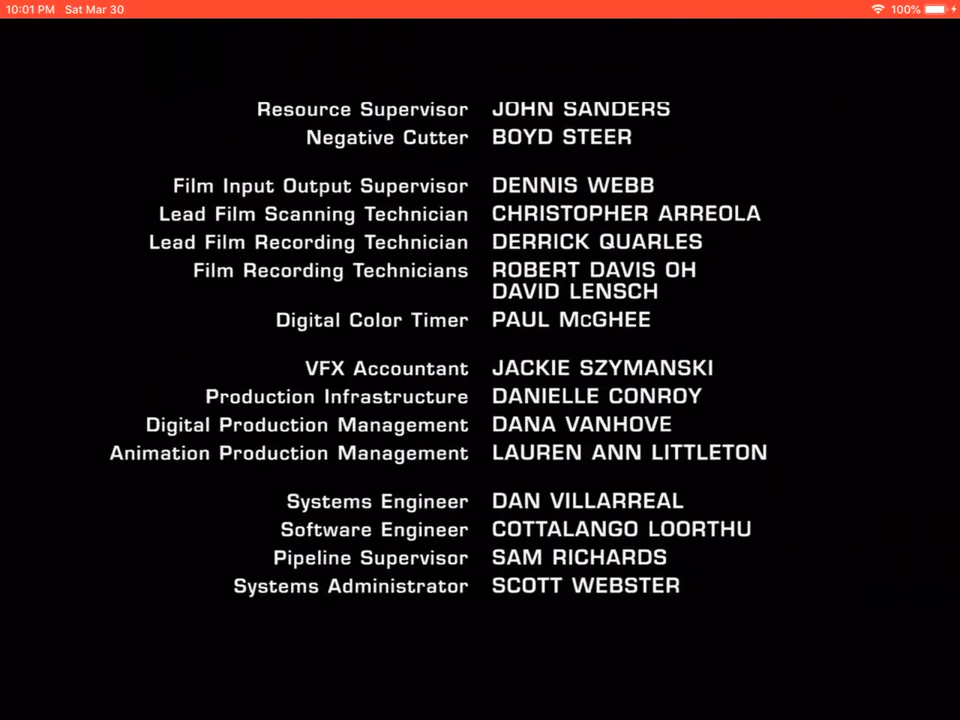 10:01 PM Sat Mar 30 100%
Resource Supervisor JOHN SANDERS
Negative Cutter BOYD STEER
Film Input Output Supervisor DENNIS WEBB
Lead Film Scanning Technician CHRISTOPHER ARREOLA
Lead Film Recording Technician DERRICK QUARLES
Film Recording Technicians ROBERT DAVIS OH
DAVID LENSCH
Digital Color Timer PAUL McGHEE
VFX Accountant JACKIE SZYMANSKI
Production Infrastructure DANIELLE CONROY
Digital Production Management DANA VANHOVE
Animation Production Management LAUREN ANN LITTLETON
Systems Engineer DAN VILLARREAL
Software Engineer COTTALANGO LOORTHU
Pipeline Supervisor SAM RICHARDS
Systems Administrator SCOTT WEBSTER